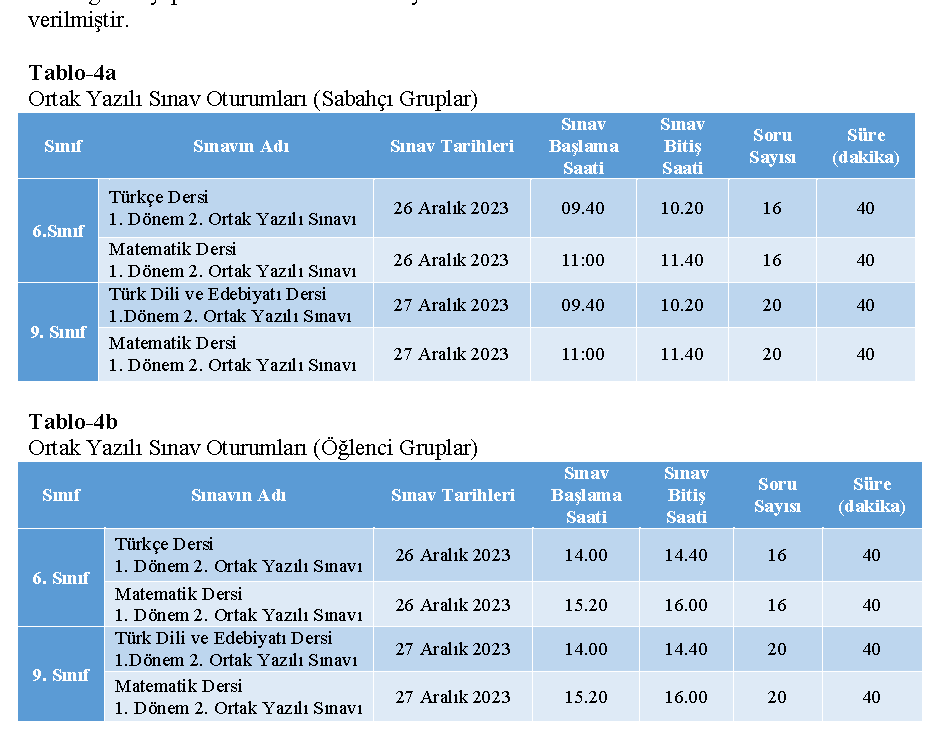 verilmiştir.
Tablo-4a
Ortak Yazılı Sınav Oturumları (Sabahçı Gruplar)
Sınıf Sınavın Adı Sınav Tarihleri Sınav Başlama Saati Sınav Bitiş Saati Soru Sayısı Süre (dakika)
6.Sınıf
Türkçe Dersi
1. Dönem 2. Ortak Yazılı Sınavı 26 Aralık 2023 09.40 10.20 16 40
Matematik Dersi
1. Dönem 2. Ortak Yazılı Sınavı 26 Aralık 2023 11:00 11.40 16 40
9. Sınıf
Türk Dili ve Edebiyatı Dersi
1.Dönem 2. Ortak Yazılı Sınavı 27 Aralık 2023 09.40 10.20 20 40
Matematik Dersi
1. Dönem 2. Ortak Yazılı Sınavı 27 Aralık 2023 11:00 11.40 20 40
Tablo-4b
Ortak Yazılı Sınav Oturumları (Öğlenci Gruplar)
Sınıf Sınavın Adı Sınav Tarihleri Sınav Başlama Saati Sınav Bitiş Saati Soru Sayısı Süre (dakika)
6. Sınıf
Türkçe Dersi
1. Dönem 2. Ortak Yazılı Sınavı 26 Aralık 2023 14.00 14.40 16 40
Matematik Dersi
1. Dönem 2. Ortak Yazılı Sınavı 26 Aralık 2023 15.20 16.00 16 40
9. Sınıf
Türk Dili ve Edebiyatı Dersi
1.Dönem 2. Ortak Yazılı Sınavı 27 Aralık 2023 14.00 14.40 20 40
Matematik Dersi
1. Dönem 2. Ortak Yazılı Sınavı 27 Aralık 2023 15.20 16.00 20 40